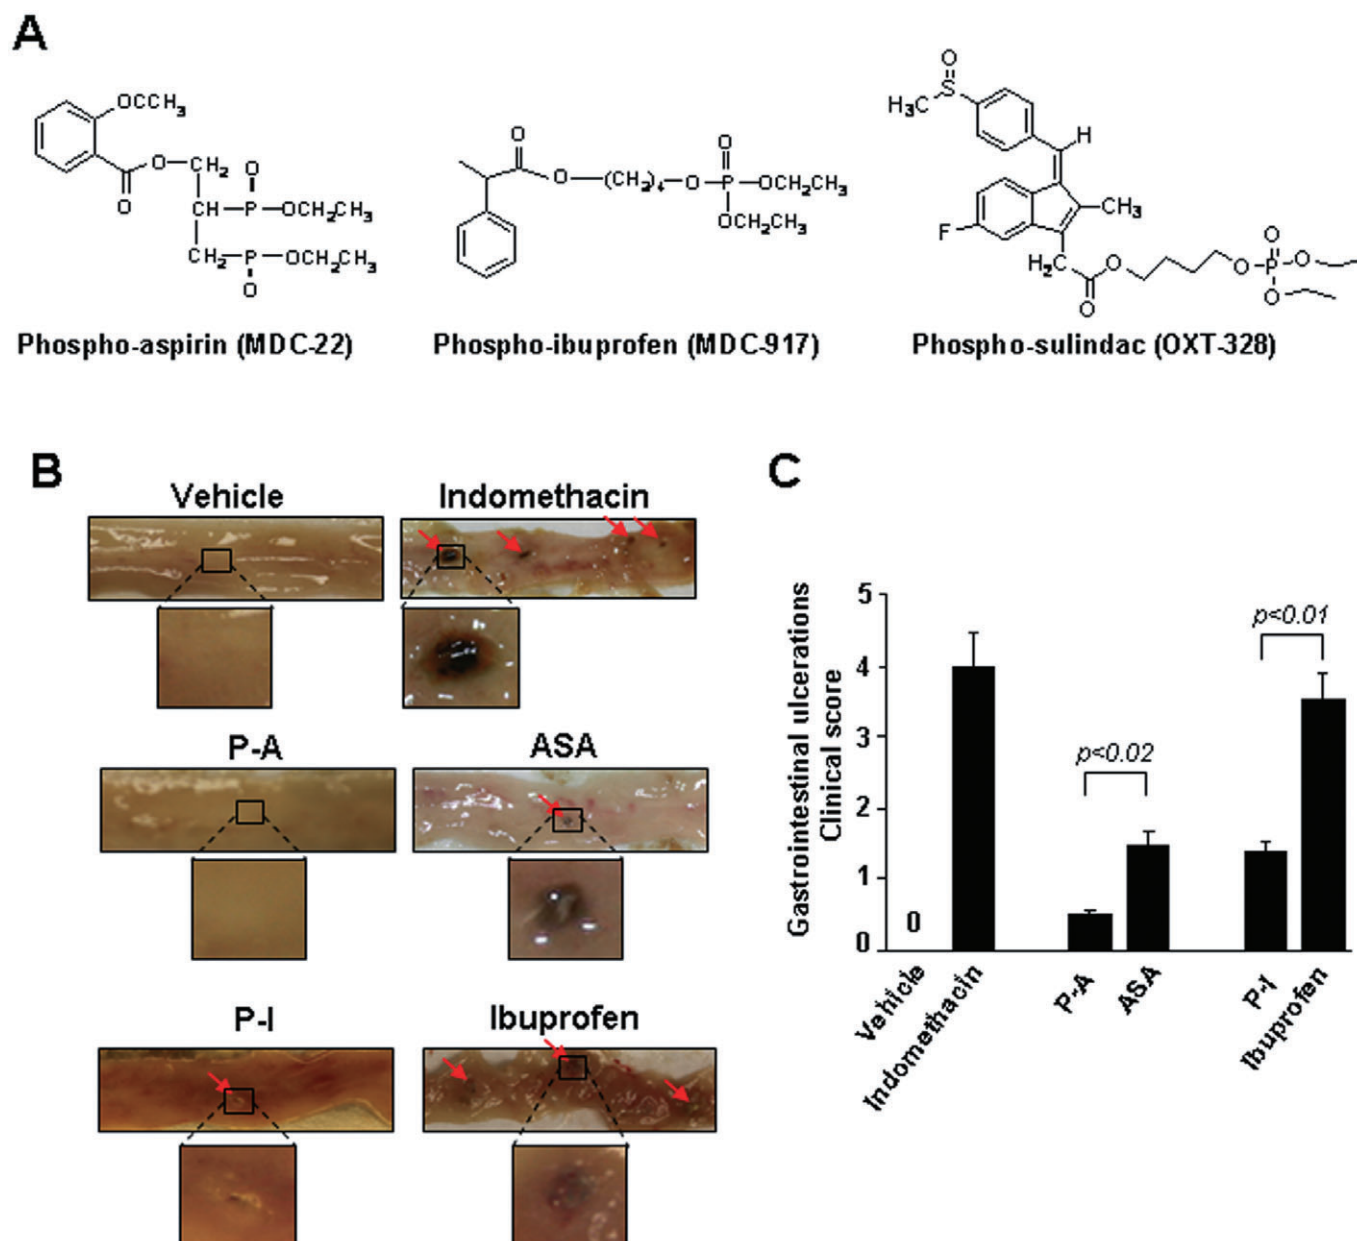 A
OCCH3
O
CH2
O
O
CH
P
OCH2CH3
CH2
P
OCH2CH3
O
Phospho-aspirin (MDC-22)
O
O
(CH2)4
O
O
P
OCH2CH3
OCH2CH3
Phospho-ibuprofen (MDC-917)
O
S
H3C
H
F
CH3
H2C
O
O
O
O
P
O
O
Phospho-sulindac (OXT-328)
B
Vehicle
Indomethacin
P-A
ASA
P-I
Ibuprofen
C
Gastrointestinal ulcerations
Clinical score
5
4
3
2
1
0
0
p<0.02
p<0.01
Vehicle
Indomethacin
P-A
ASA
P-I
Ibuprofen